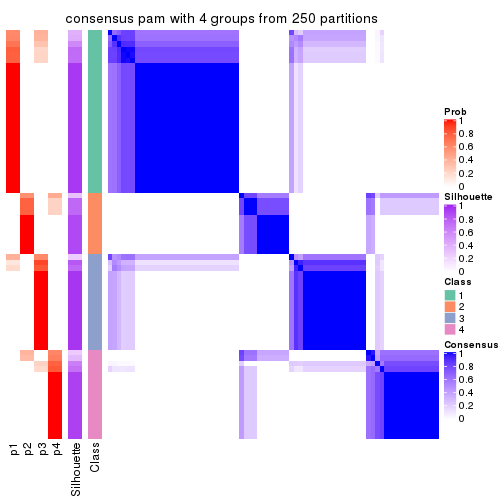 consensus pam with 4 groups from 250 partitions
Prob
1
0.8
0.6
0.4
0.2
0
Silhouette
1
0.8
0.6
0.4
0.2
0
Class
1
2
3
4
Consensus
1
0.8
0.6
0.4
0.2
0
p1
p2
p3
p4
Silhouette
Class